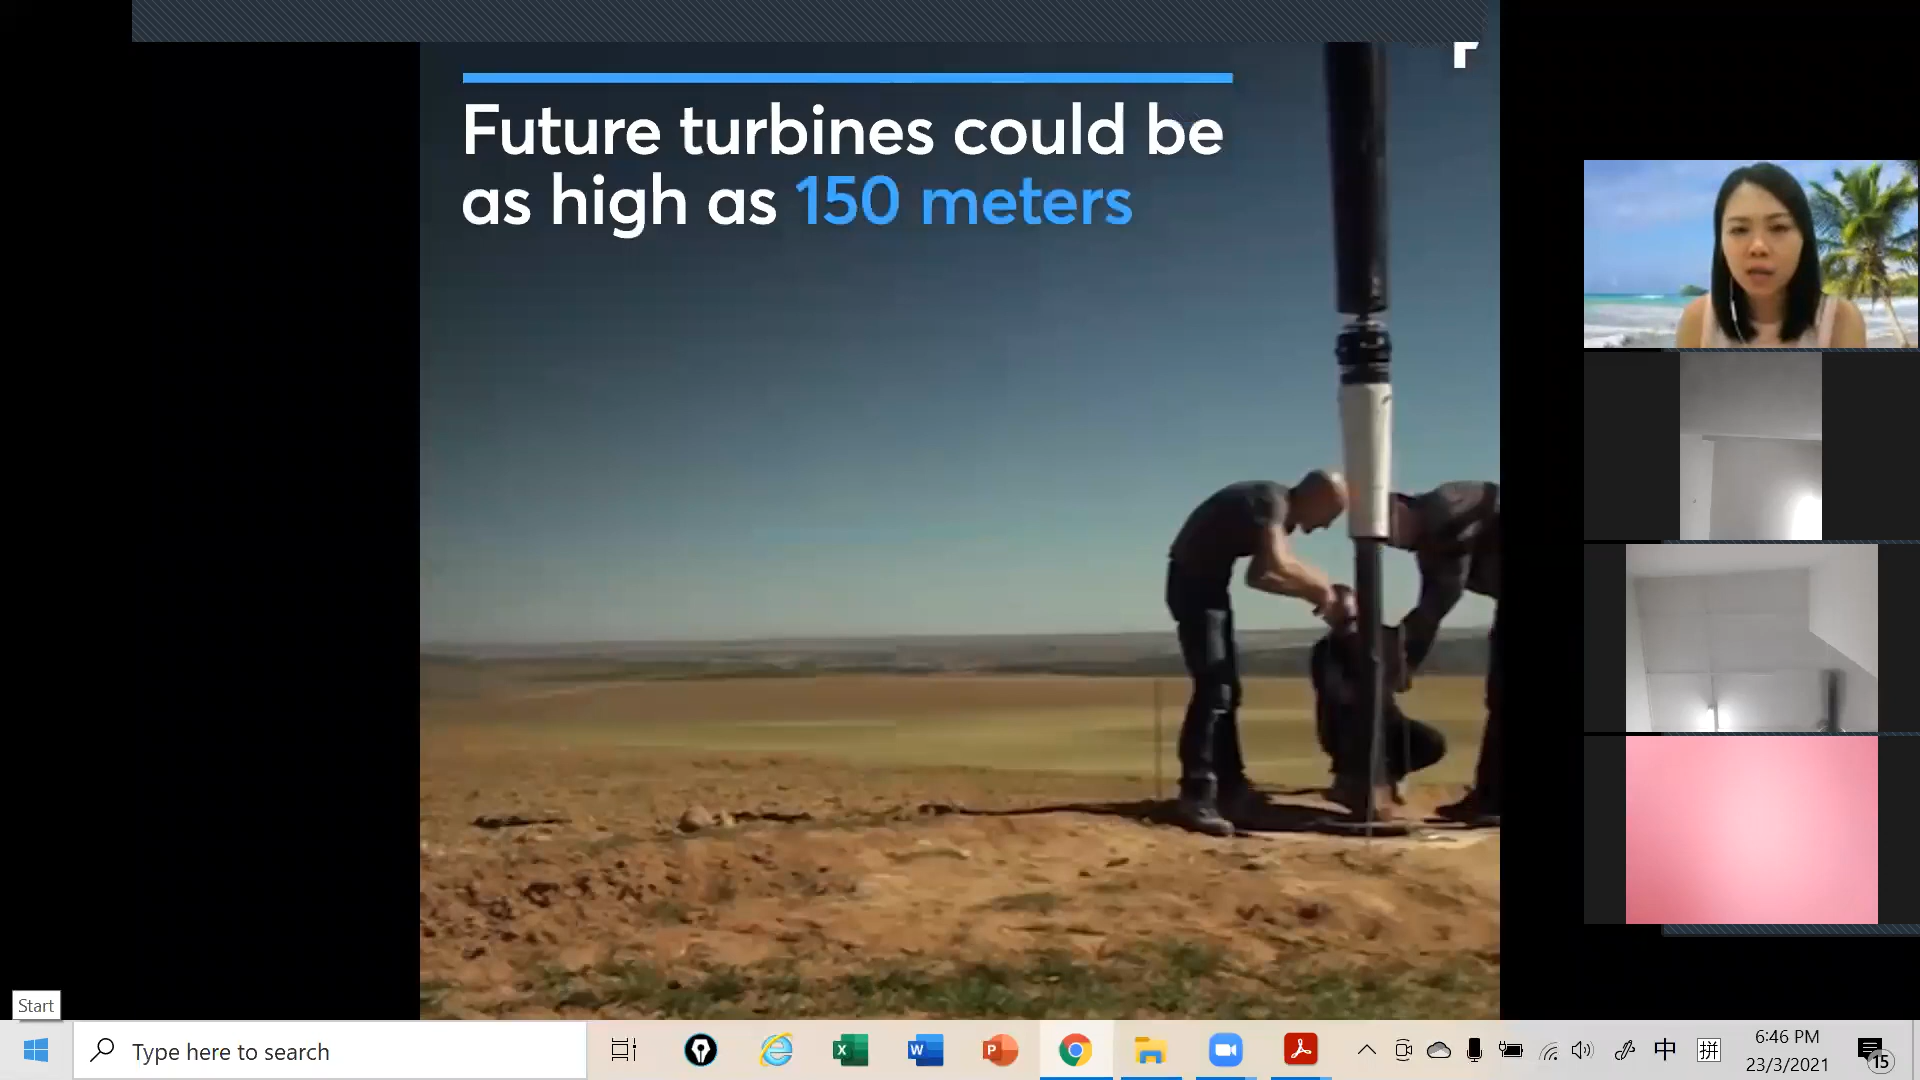 Future turbines could be
as high as 150 meters
Start
Type here to search
中
拼
6:46 PM
23/3/2021
15